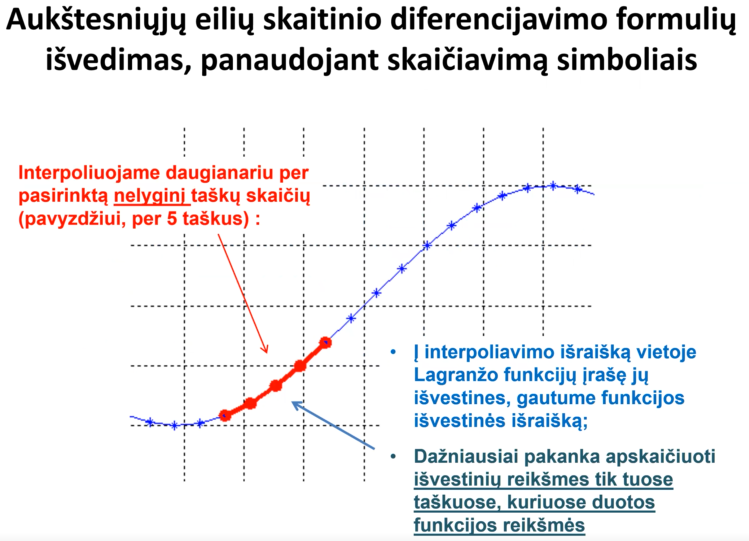 Aukštesniųjų eilių skaitinio diferencijavimo formulių
išvedimas, panaudojant skaičiavimą simboliais
Interpoliuojame daugianariu per
pasirinktą nelyginį taškų skaičių
(pavyzdžiui, per 5 taškus) :
• Į interpoliavimo išraišką vietoje
Lagranžo funkcijų įrašę jų
išvestines, gautume funkcijos
išvestinės išraišką;
• Dažniausiai pakanka apskaičiuoti
išvestinių reikšmes tik tuose
taškuose, kuriuose duotos
funkcijos reikšmės